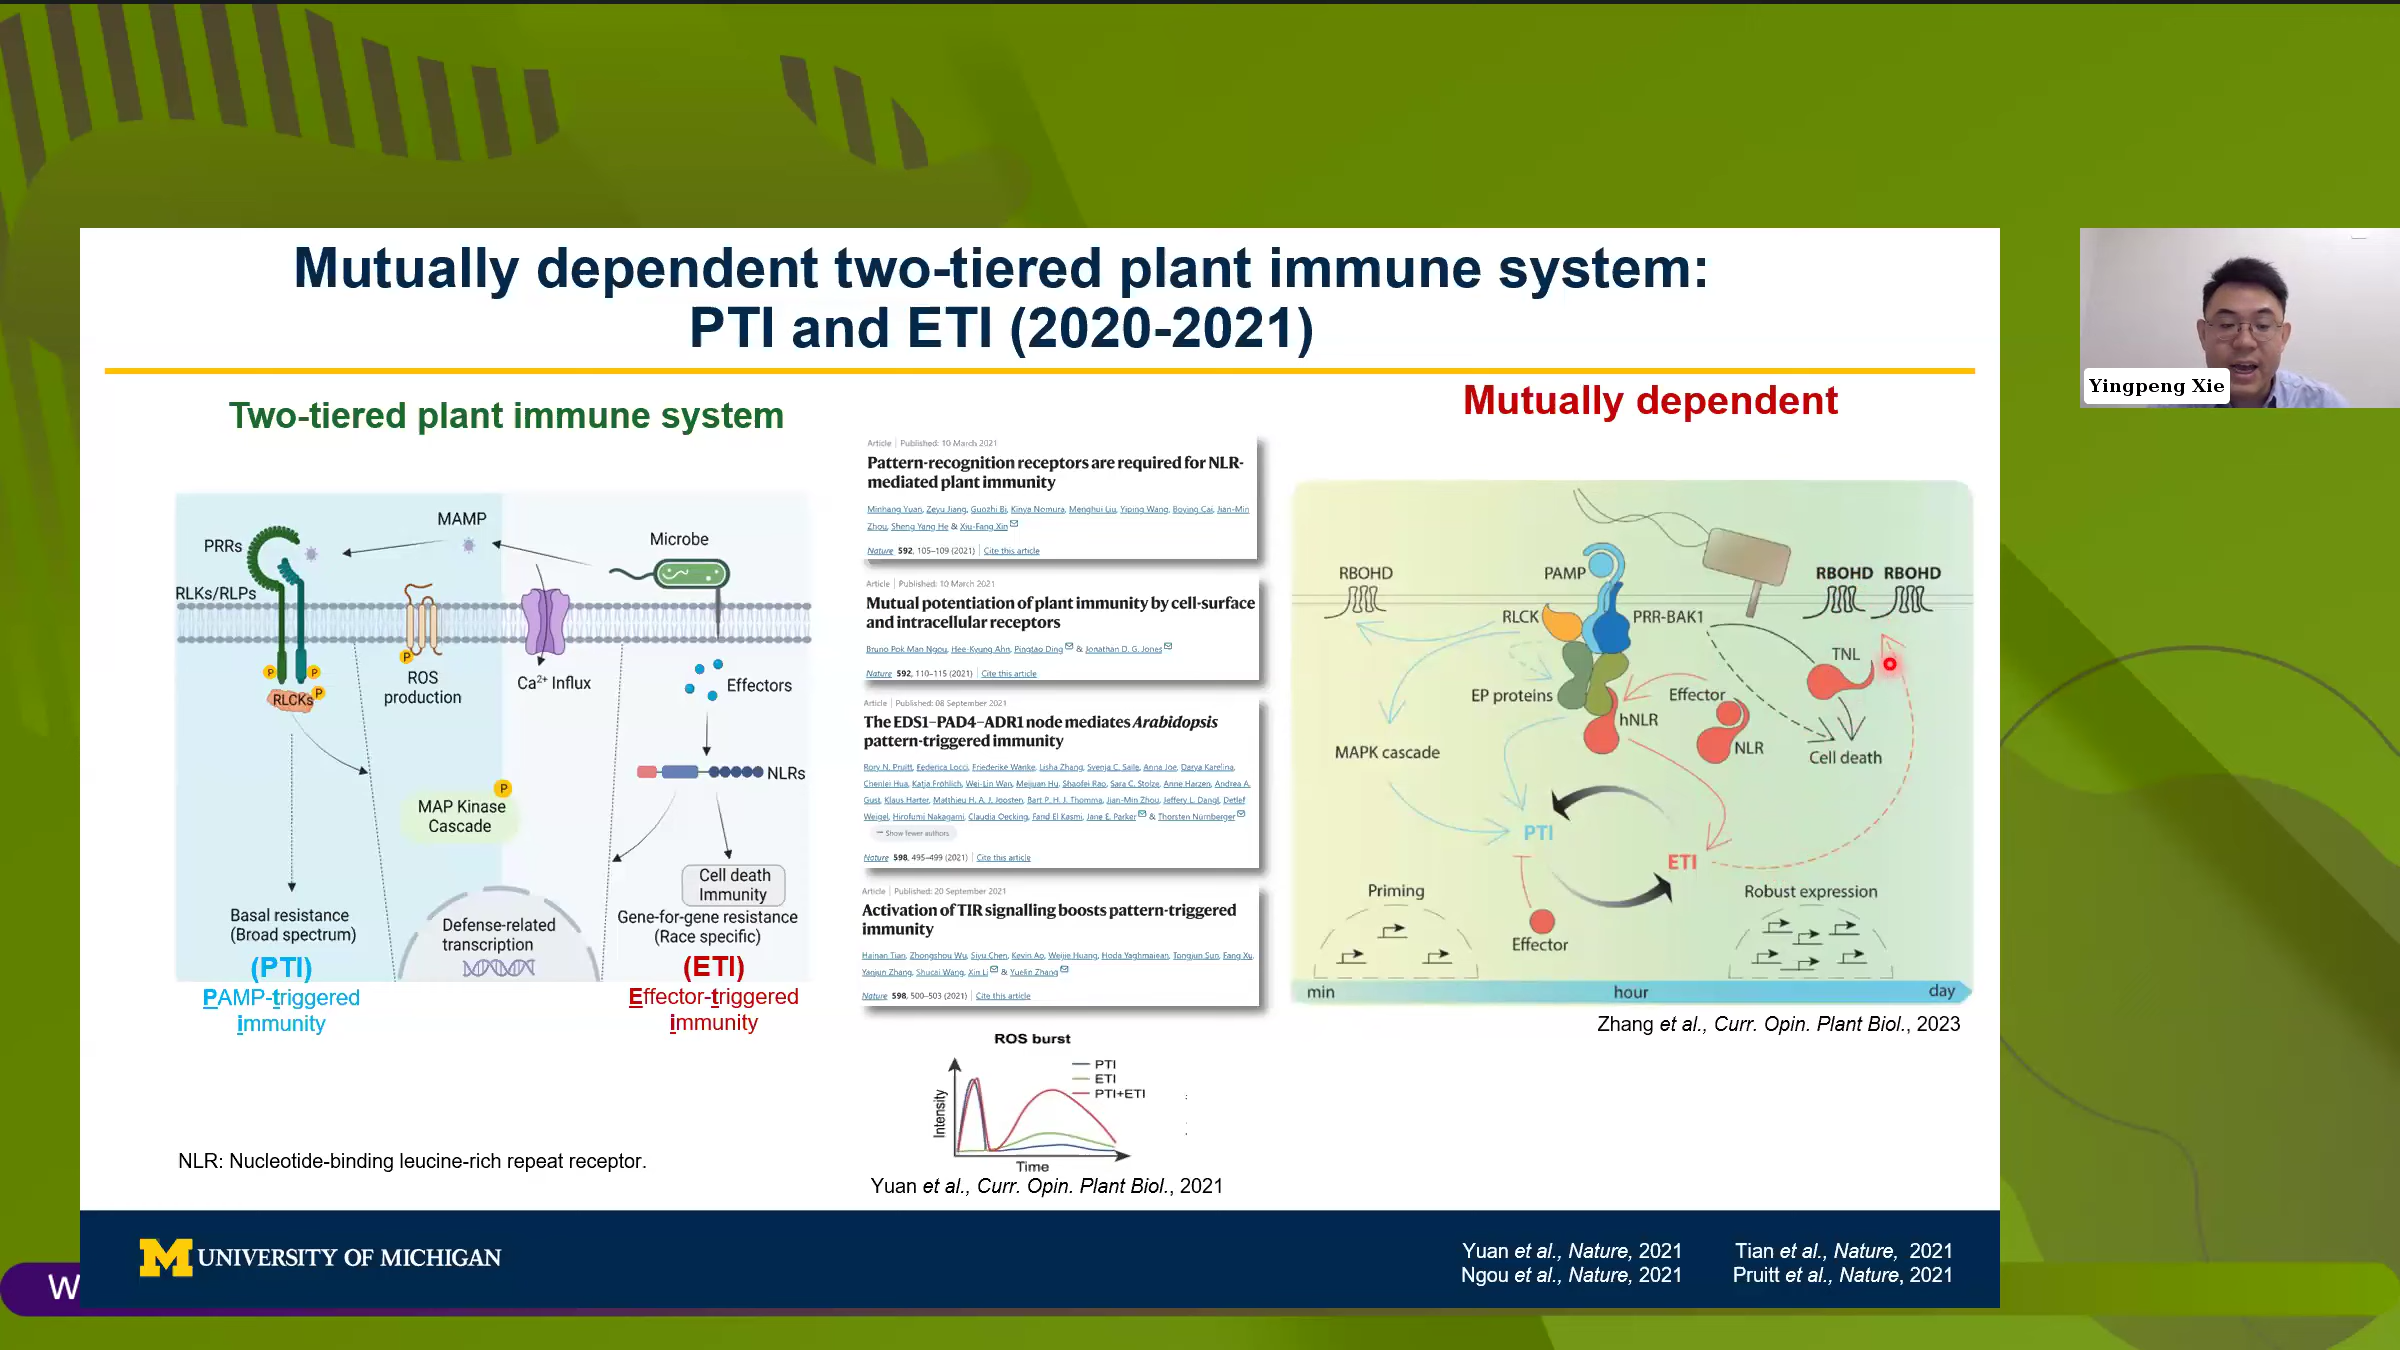 Mutually dependent two-tiered plant immune system:
PTI and ETI (2020-2021)
Two-tiered plant immune system
PRRs
MAMP
Microbe
RLKs/RLPs
P
P
P
P
RLCKs
ROS
production
Ca2+ Influx
Effectors
NLRs
P
MAP Kinase
Cascade
Cell death
Immunity
Basal resistance
(Broad spectrum)
Defense-related
transcription
Gene-for-gene resistance
(Race specific)
(PTI)
PAMP-triggered
immunity
(ETI)
Effector-triggered
immunity
NLR: Nucleotide-binding leucine-rich repeat receptor.
Article | Published: 10 March 2021
Pattern-recognition receptors are required for NLR-
mediated plant immunity
Minhang Yuan, Zeyu Jiang, Guozhi Bi, Kinya Nomura, Menghui Liu, Yiping Wang, Boying Cai, Jian-Min
Zhou, Sheng Yang He & Xiu-Fang Xin
Nature 592, 105–109 (2021) | Cite this article
Article | Published: 10 March 2021
Mutual potentiation of plant immunity by cell-surface
and intracellular receptors
Bruno Pok Man Ngou, Hee-Kyung Ahn, Pingtao Ding & Jonathan D. G. Jones
Nature 592, 110–115 (2021) | Cite this article
Article | Published: 08 September 2021
The EDS1–PAD4–ADR1 node mediates Arabidopsis
pattern-triggered immunity
Rory N. Pruitt, Federica Locci, Friederike Wanke, Lisha Zhang, Svenja C. Saile, Anna Joe, Darya Karelina,
Chenlei Hua, Katja Fröhlich, Wei-Lin Wan, Meijuan Hu, Shaofei Rao, Sara C. Stolze, Anne Harzen, Andrea A.
Gust, Klaus Harter, Matthieu H. A. J. Joosten, Bart P. H. J. Thomma, Jian-Min Zhou, Jeffery L. Dangl, Detlef
Weigel, Hirofumi Nakagami, Claudia Oecking, Farid El Kasmi, Jane E. Parker & Thorsten Nürnberger
— Show fewer authors
Nature 598, 495–499 (2021) | Cite this article
Article | Published: 20 September 2021
Activation of TIR signalling boosts pattern-triggered
immunity
Hainan Tian, Zhongshou Wu, Siyu Chen, Kevin Ao, Weijie Huang, Hoda Yaghmaiean, Tongjun Sun, Fang Xu,
Yanjun Zhang, Shucai Wang, Xin Li & Yuelin Zhang
Nature 598, 500–503 (2021) | Cite this article
ROS burst
Intensity
Time
PTI
ETI
PTI+ETI
Yuan et al., Curr. Opin. Plant Biol., 2021
Mutually dependent
RBOHD
PAMP
RBOHD RBOHD
RLCK
PRR-BAK1
TNL
EP proteins
Effector
hNLR
NLR
Cell death
MAPK cascade
PTI
ETI
Priming
Robust expression
Effector
min
hour
day
Zhang et al., Curr. Opin. Plant Biol., 2023
M UNIVERSITY OF MICHIGAN
Yuan et al., Nature, 2021
Tian et al., Nature, 2021
Ngou et al., Nature, 2021
Pruitt et al., Nature, 2021
Yingpeng Xie
W